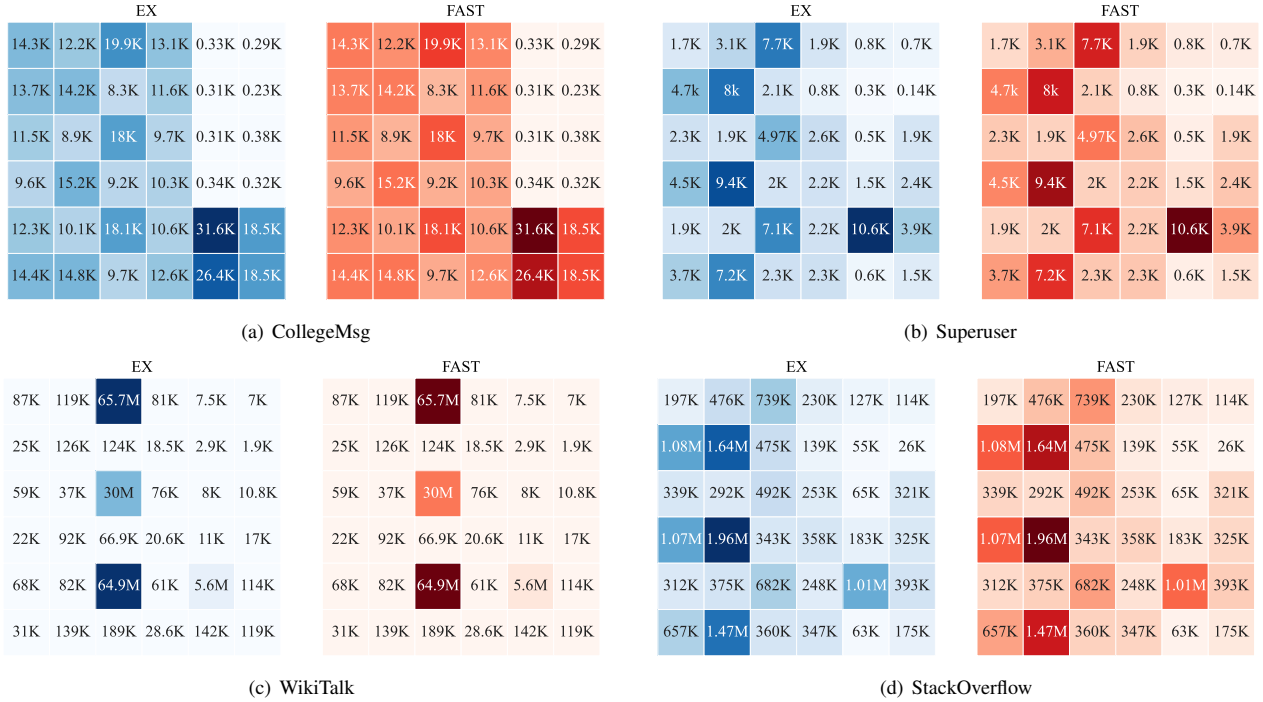 EX FAST
14.3K 12.2K 19.9K 13.1K 0.33K 0.29K 14.3K 12.2K 19.9K 13.1K 0.33K 0.29K
13.7K 14.2K 8.3K 11.6K 0.31K 0.23K 13.7K 14.2K 8.3K 11.6K 0.31K 0.23K
11.5K 8.9K 18K 9.7K 0.31K 0.38K 11.5K 8.9K 18K 9.7K 0.31K 0.38K
9.6K 15.2K 9.2K 10.3K 0.34K 0.32K 9.6K 15.2K 9.2K 10.3K 0.34K 0.32K
12.3K 10.1K 18.1K 10.6K 31.6K 18.5K 12.3K 10.1K 18.1K 10.6K 31.6K 18.5K
14.4K 14.8K 9.7K 12.6K 26.4K 18.5K 14.4K 14.8K 9.7K 12.6K 26.4K 18.5K
(a) CollegeMsg
EX FAST
1.7K 3.1K 7.7K 1.9K 0.8K 0.7K 1.7K 3.1K 7.7K 1.9K 0.8K 0.7K
4.7k 8k 2.1K 0.8K 0.3K 0.14K 4.7k 8k 2.1K 0.8K 0.3K 0.14K
2.3K 1.9K 4.97K 2.6K 0.5K 1.9K 2.3K 1.9K 4.97K 2.6K 0.5K 1.9K
4.5K 9.4K 2K 2.2K 1.5K 2.4K 4.5K 9.4K 2K 2.2K 1.5K 2.4K
1.9K 2K 7.1K 2.2K 10.6K 3.9K 1.9K 2K 7.1K 2.2K 10.6K 3.9K
3.7K 7.2K 2.3K 2.3K 0.6K 1.5K 3.7K 7.2K 2.3K 2.3K 0.6K 1.5K
(b) Superuser
EX FAST
87K 119K 65.7M 81K 7.5K 7K 87K 119K 65.7M 81K 7.5K 7K
25K 126K 124K 18.5K 2.9K 1.9K 25K 126K 124K 18.5K 2.9K 1.9K
59K 37K 30M 76K 8K 10.8K 59K 37K 30M 76K 8K 10.8K
22K 92K 66.9K 20.6K 11K 17K 22K 92K 66.9K 20.6K 11K 17K
68K 82K 64.9M 61K 5.6M 114K 68K 82K 64.9M 61K 5.6M 114K
31K 139K 189K 28.6K 142K 119K 31K 139K 189K 28.6K 142K 119K
(c) WikiTalk
EX FAST
197K 476K 739K 230K 127K 114K 197K 476K 739K 230K 127K 114K
1.08M 1.64M 475K 139K 55K 26K 1.08M 1.64M 475K 139K 55K 26K
339K 292K 492K 253K 65K 321K 339K 292K 492K 253K 65K 321K
1.07M 1.96M 343K 358K 183K 325K 1.07M 1.96M 343K 358K 183K 325K
312K 375K 682K 248K 1.01M 393K 312K 375K 682K 248K 1.01M 393K
657K 1.47M 360K 347K 63K 175K 657K 1.47M 360K 347K 63K 175K
(d) StackOverflow